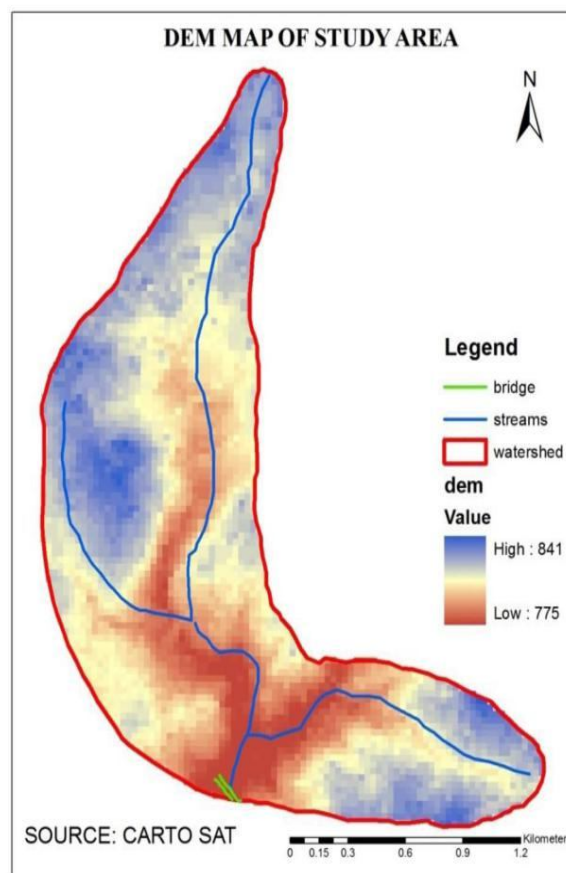 DEM MAP OF STUDY AREA
N
Legend
bridge
streams
watershed
dem
Value
High : 841
Low : 775
SOURCE: CARTO SAT
Kilometer
0 0.15 0.3 0.6 0.9 1.2